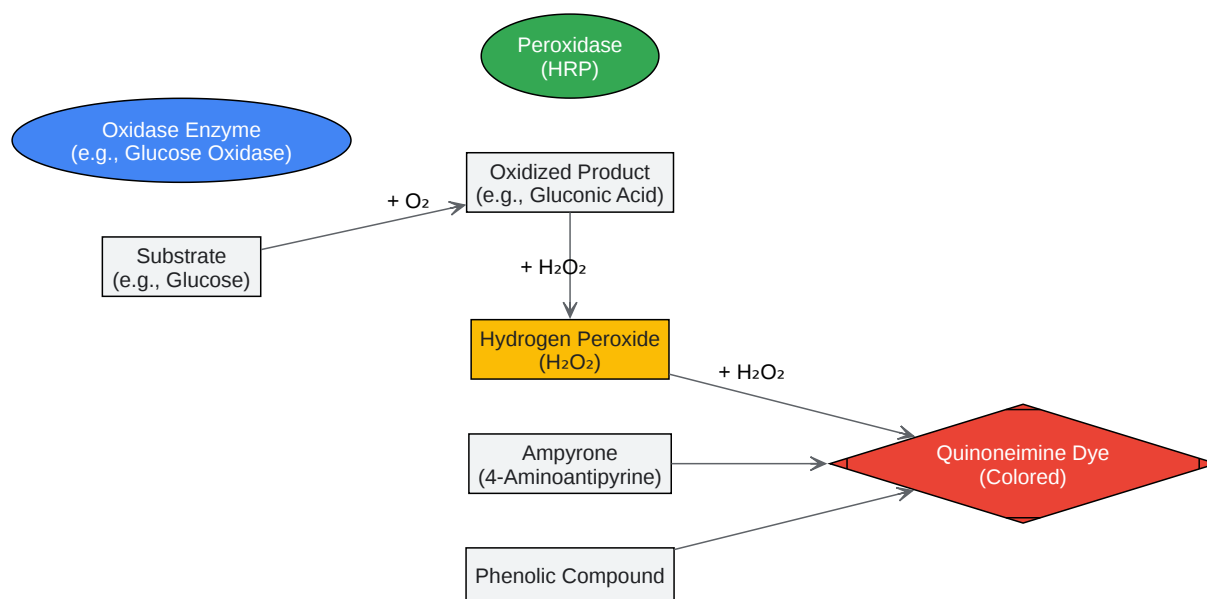 Peroxidase
(HRP)
Oxidase Enzyme
(e.g., Glucose Oxidase)
Oxidized Product
(e.g., Gluconic Acid)
+ O₂
Substrate
(e.g., Glucose)
+ H₂O₂
Hydrogen Peroxide
(H₂O₂)
+ H₂O₂
Ampyrone
(4-Aminoantipyrine)
Quinoneimine Dye
(Colored)
Phenolic Compound